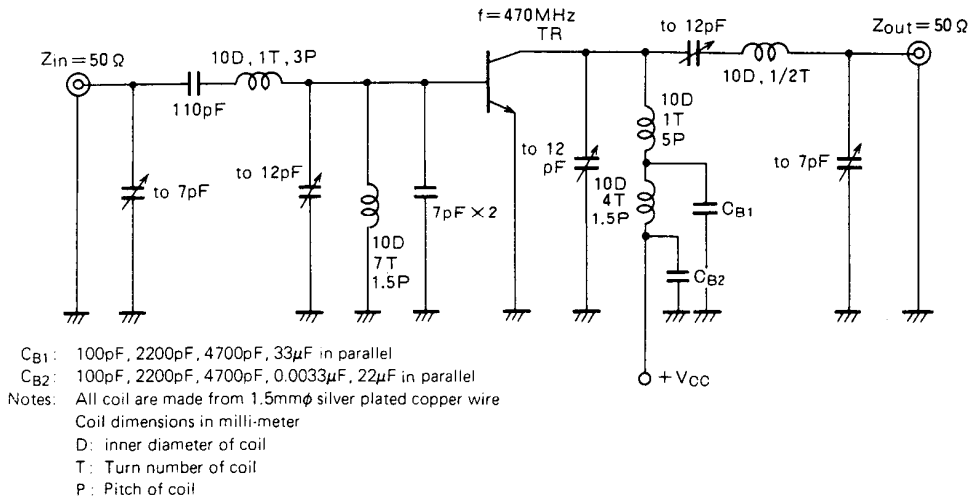 f=470MHz
TR
Zin=50Ω
10D, 1T, 3P
110pF
to 7pF
to 12pF
10D
7T
1.5P
7pF×2
to 12
pF
10D
1T
5P
10D
4T
1.5P
to 12pF
10D, 1/2T
Zout=50Ω
to 7pF
CB1
CB2
+VCC
CB1: 100pF, 2200pF, 4700pF, 33μF in parallel
CB2: 100pF, 2200pF, 4700pF, 0.0033μF, 22μF in parallel
Notes: All coil are made from 1.5mmφ silver plated copper wire
Coil dimensions in milli-meter
D: inner diameter of coil
T: Turn number of coil
P: Pitch of coil